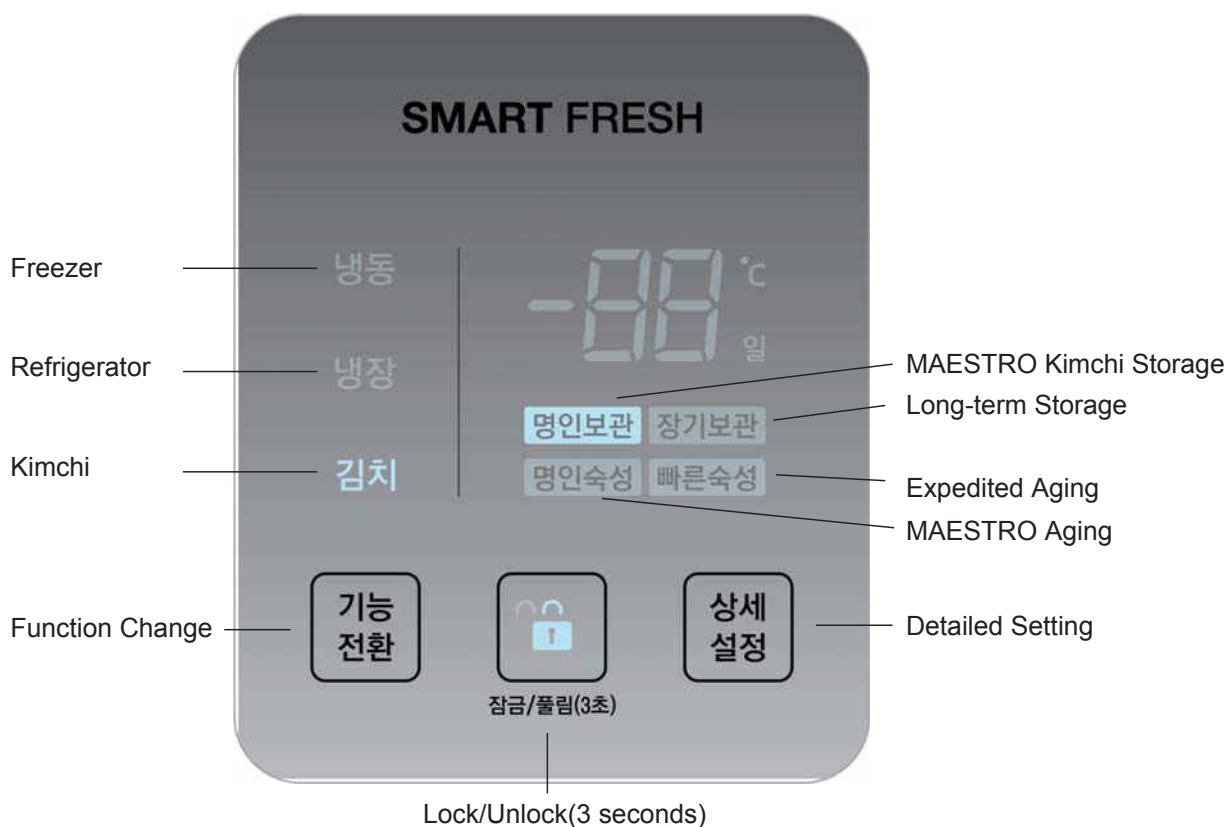 SMART FRESH
Freezer
냉동
-88 °C
일
Refrigerator
냉장
MAESTRO Kimchi Storage
명인보관 장기보관
Long-term Storage
Kimchi
김치
명인숙성 빠른숙성
Expedited Aging
MAESTRO Aging
Function Change
기능
전환
상세
설정
Detailed Setting
잠금/풀림(3초)
Lock/Unlock(3 seconds)